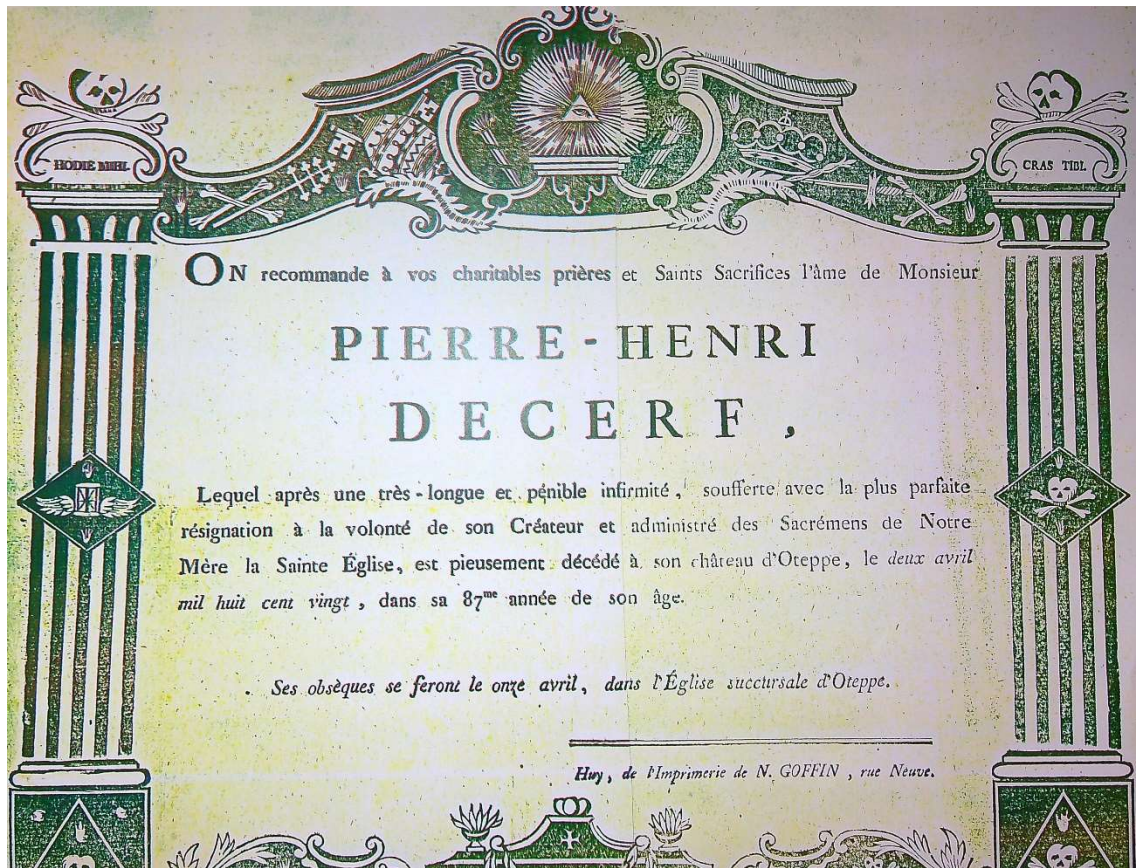 HODIE MIHI.
CRAS TIBI.
ON recommande à vos charitables prières et Saints Sacrifices l'âme de Monsieur
PIERRE-HENRI
DECERF,
Lequel après une très-longue et pénible infirmité, soufferte avec la plus parfaite
résignation à la volonté de son Créateur et administré des Sacrémens de Notre
Mère la Sainte Église, est pieusement décédé à son château d'Oteppe, le deux avril
mil huit cent vingt, dans sa 87me année de son âge.
Ses obsèques se feront le onze avril, dans l'Église succursale d'Oteppe.
Huy, de l'Imprimerie de N. GOFFIN, rue Neuve.